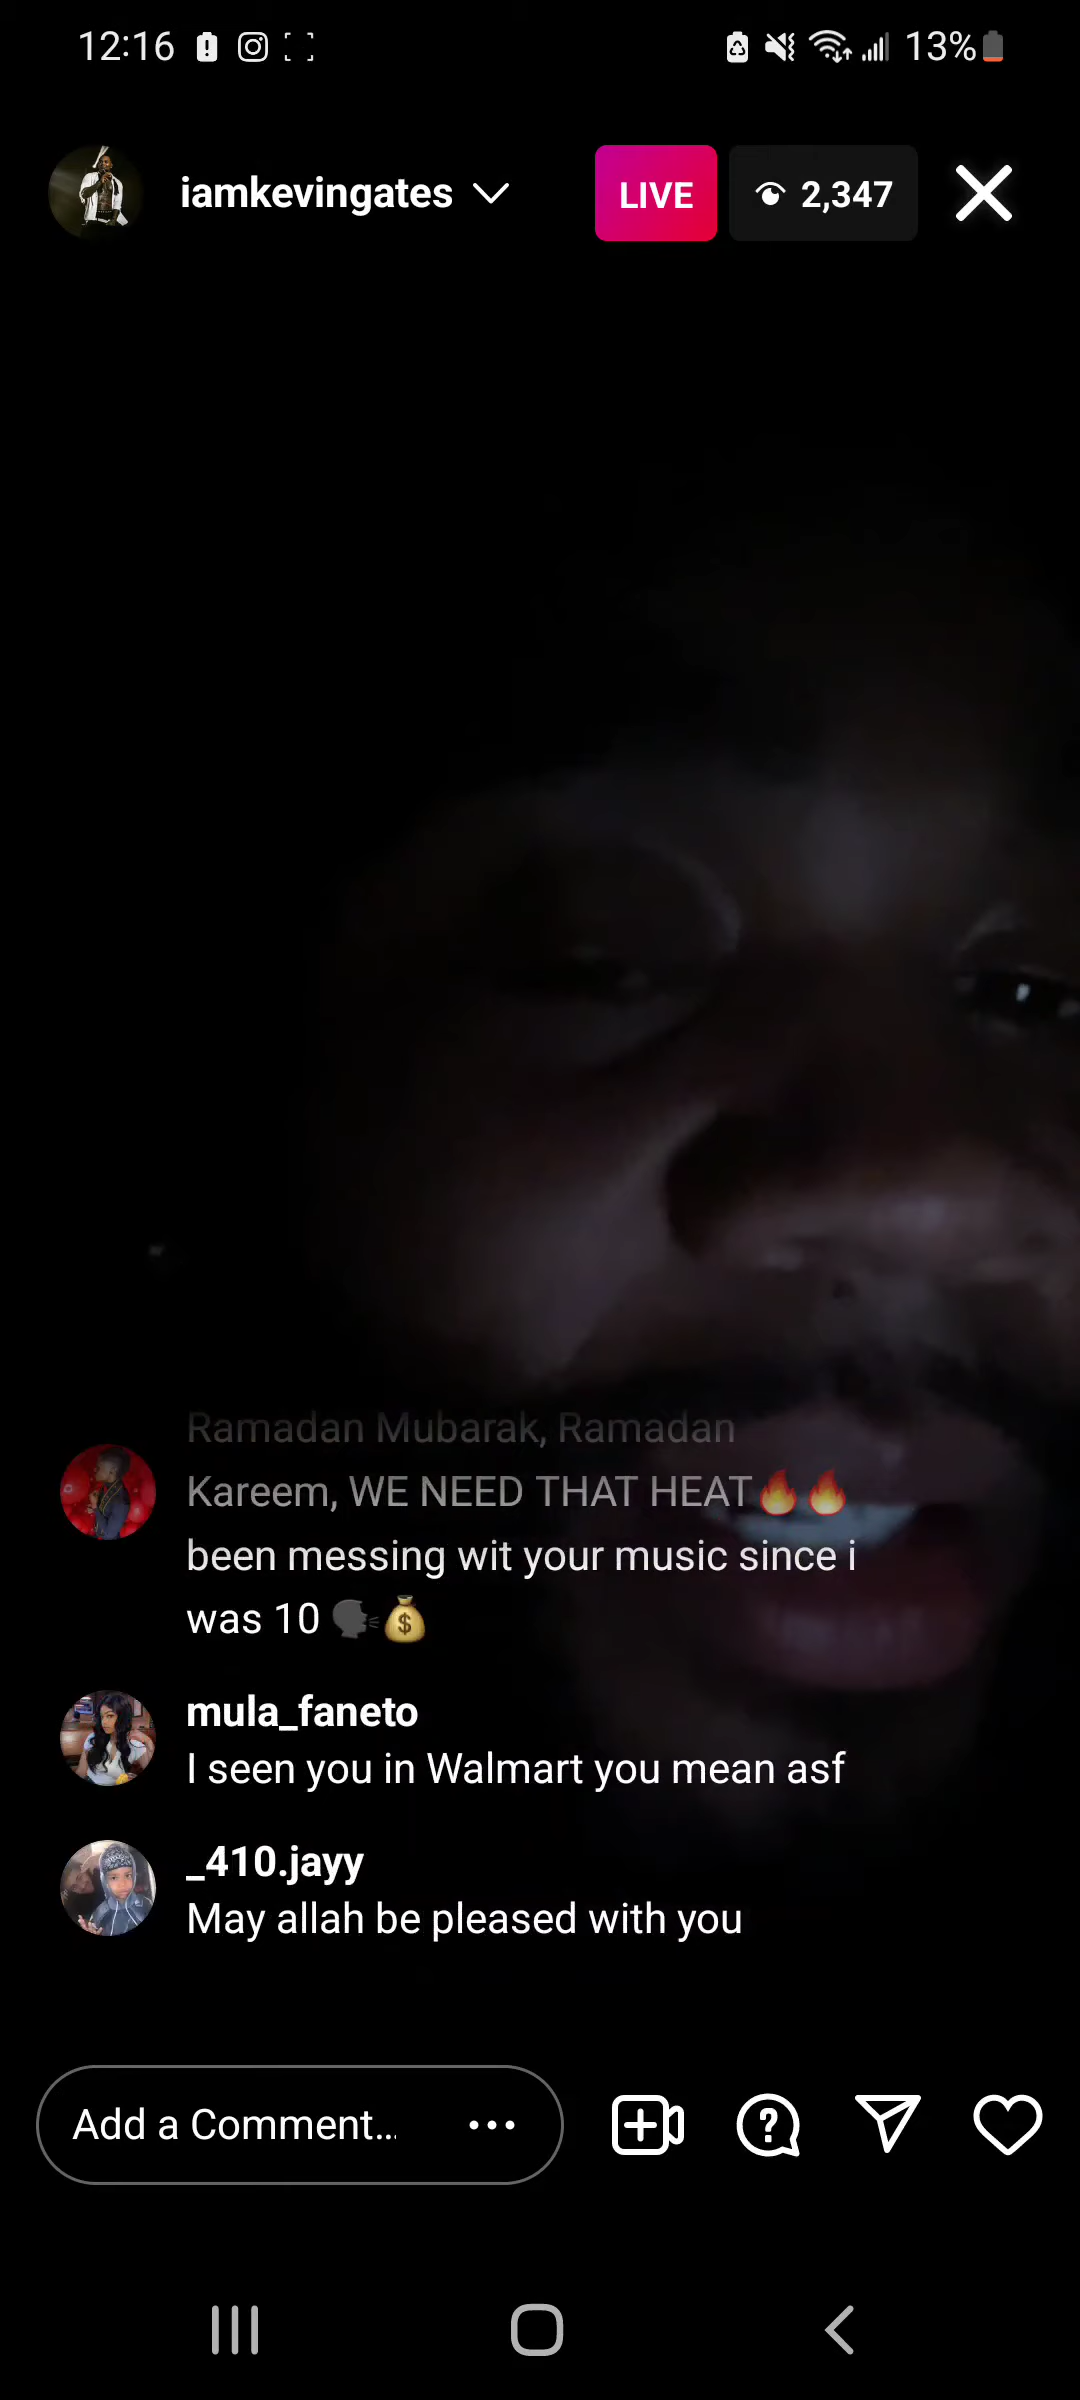 12:16
13%
iamkevingates
LIVE
2,347
Ramadan Mubarak, Ramadan
Kareem, WE NEED THAT HEAT🔥🔥
been messing wit your music since i
was 10 🗣️💰
mula_faneto
I seen you in Walmart you mean asf
_410.jayy
May allah be pleased with you
Add a Comment...